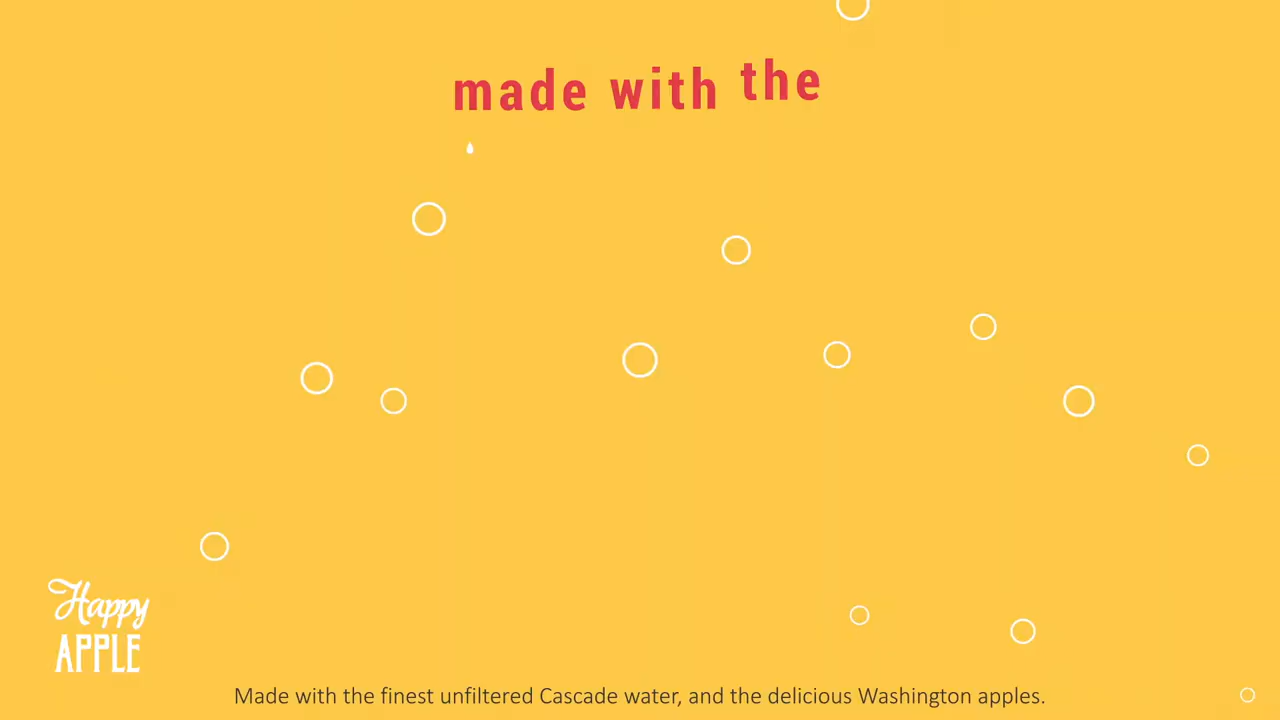 made with the
Happy
APPLE
Made with the finest unfiltered Cascade water, and the delicious Washington apples.